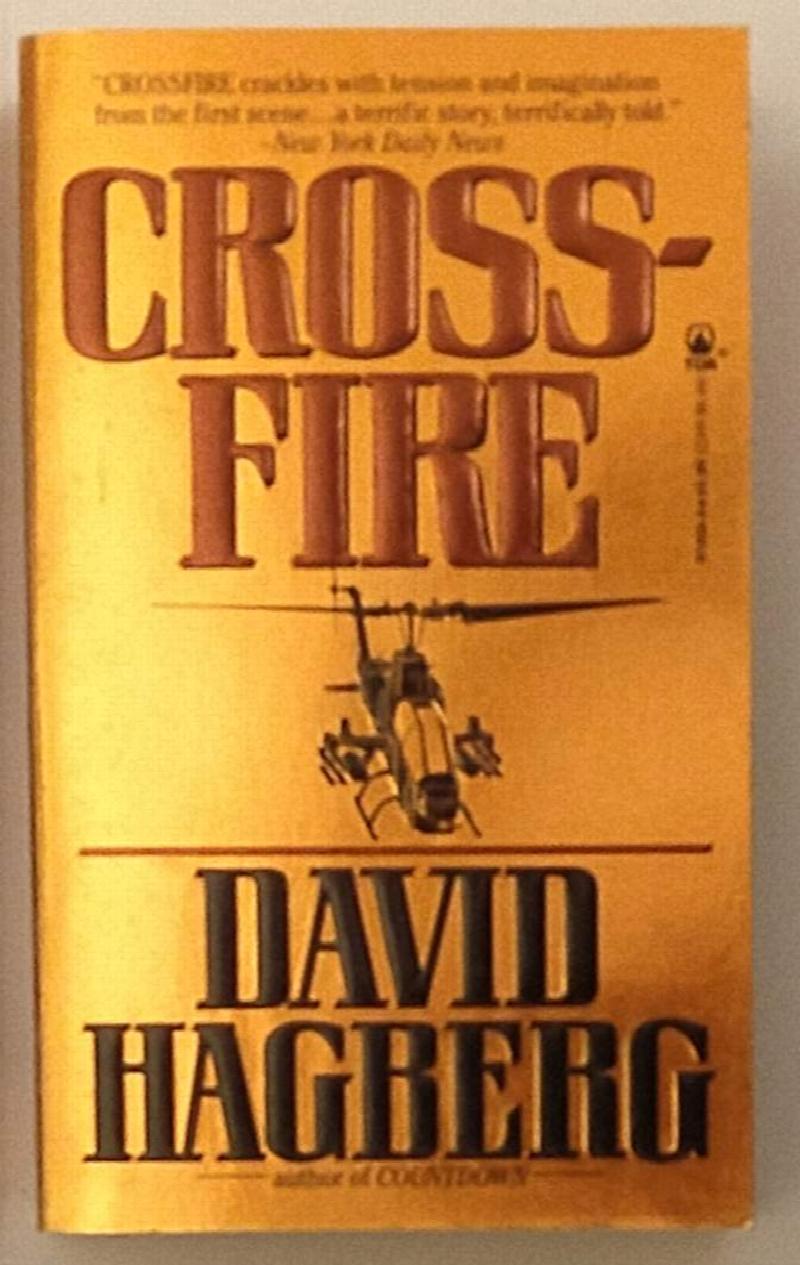 "CROSSFIRE crackles with tension and imagination
from the first scene...a terrific story, terrifically told."
-New York Daily News
CROSS-
FIRE
TOR
DAVID
HAGBERG
author of COUNTDOWN